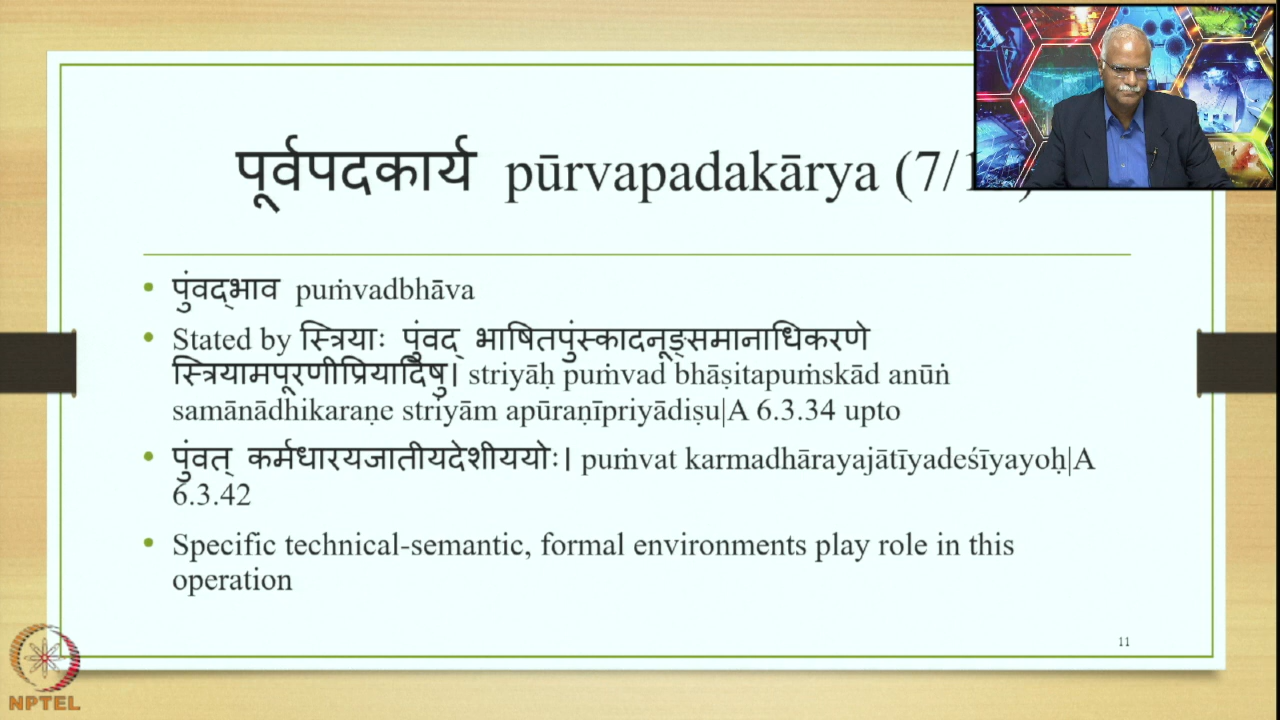 पूर्वपदकार्य pūrvapadakārya (7/
पुंवद्भाव puṁvadbhāva
Stated by स्त्रियाः पुंवद् भाषितपुंस्कादनूङ्समानाधिकरणे
स्त्रियामपूरणीप्रियादिषु। striyāḥ puṁvad bhāṣitapuṁskād anūṅ
samānādhikaraṇe striyām apūraṇīpriyādiṣu|A 6.3.34 upto
पुंवत् कर्मधारयजातीयदेशीययोः। puṁvat karmadhārayajātīyadeśīyayoḥ|A
6.3.42
Specific technical-semantic, formal environments play role in this
operation
11
NPTEL